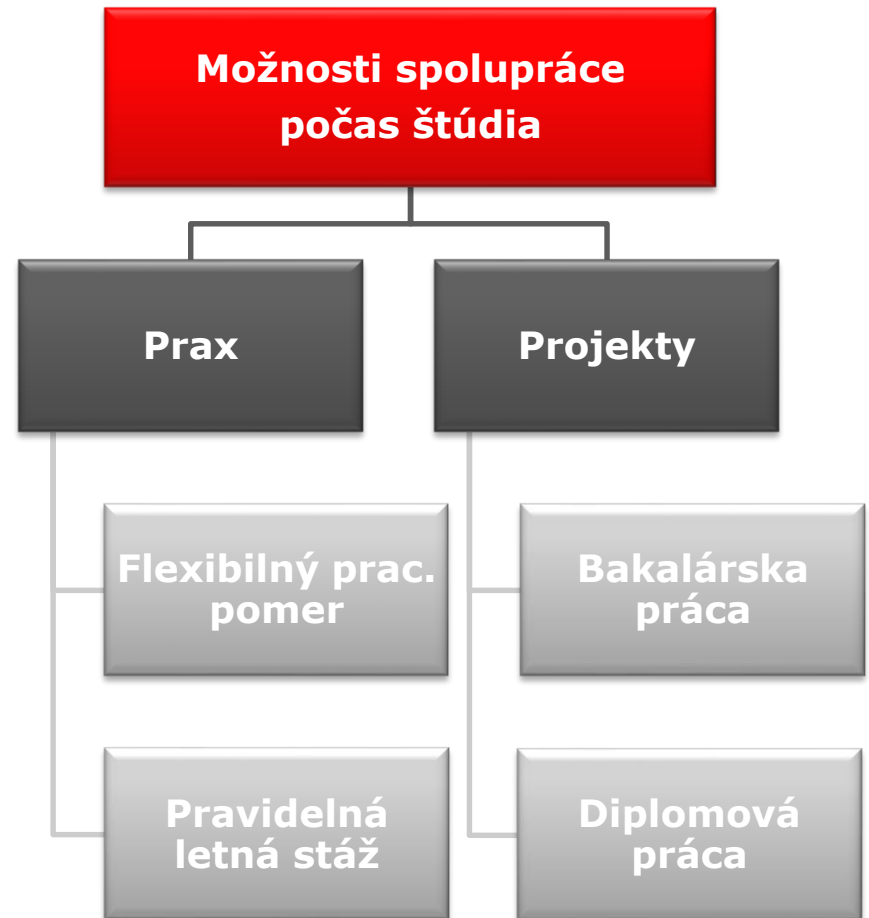 Možnosti spolupráce
počas štúdia
Prax
Projekty
Flexibilný prac.
pomer
Bakalárska
práca
Pravidelná
letná stáž
Diplomová
práca